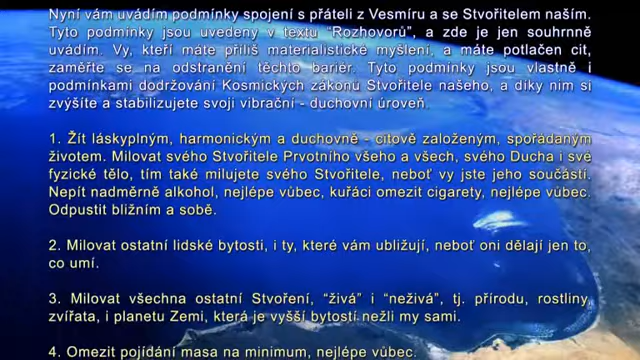 Nyní vám uvádím podmínky spojení s přáteli z Vesmíru a se Stvořitelem naším.
Tyto podmínky jsou uvedeny v textu "Rozhovorů", a zde je jen souhrnně
uvádím. Vy, kteří máte příliš materialistické myšlení, a máte potlačen cit,
zaměřte se na odstranění těchto bariér. Tyto podmínky jsou vlastně i
podmínkami dodržování Kosmických zákonů Stvořitele našeho, a díky nim si
zvýšíte a stabilizujete svoji vibrační - duchovní úroveň.
1. Žít láskyplným, harmonickým a duchovně - citově založeným, spořádaným
životem. Milovat svého Stvořitele Prvotního všeho a všech, svého Ducha i své
fyzické tělo, tím také milujete svého Stvořitele, neboť vy jste jeho součástí.
Nepít nadměrně alkohol, nejlépe vůbec, kuřáci omezit cigarety, nejlépe vůbec.
Odpustit bližním a sobě.
2. Milovat ostatní lidské bytosti, i ty, které vám ubližují, neboť oni dělají jen to,
co umí.
3. Milovat všechna ostatní Stvoření, "živá" i "neživá", tj. přírodu, rostliny,
zvířata, i planetu Zemi, která je vyšší bytostí nežli my sami.
4. Omezit pojídání masa na minimum, nejlépe vůbec.